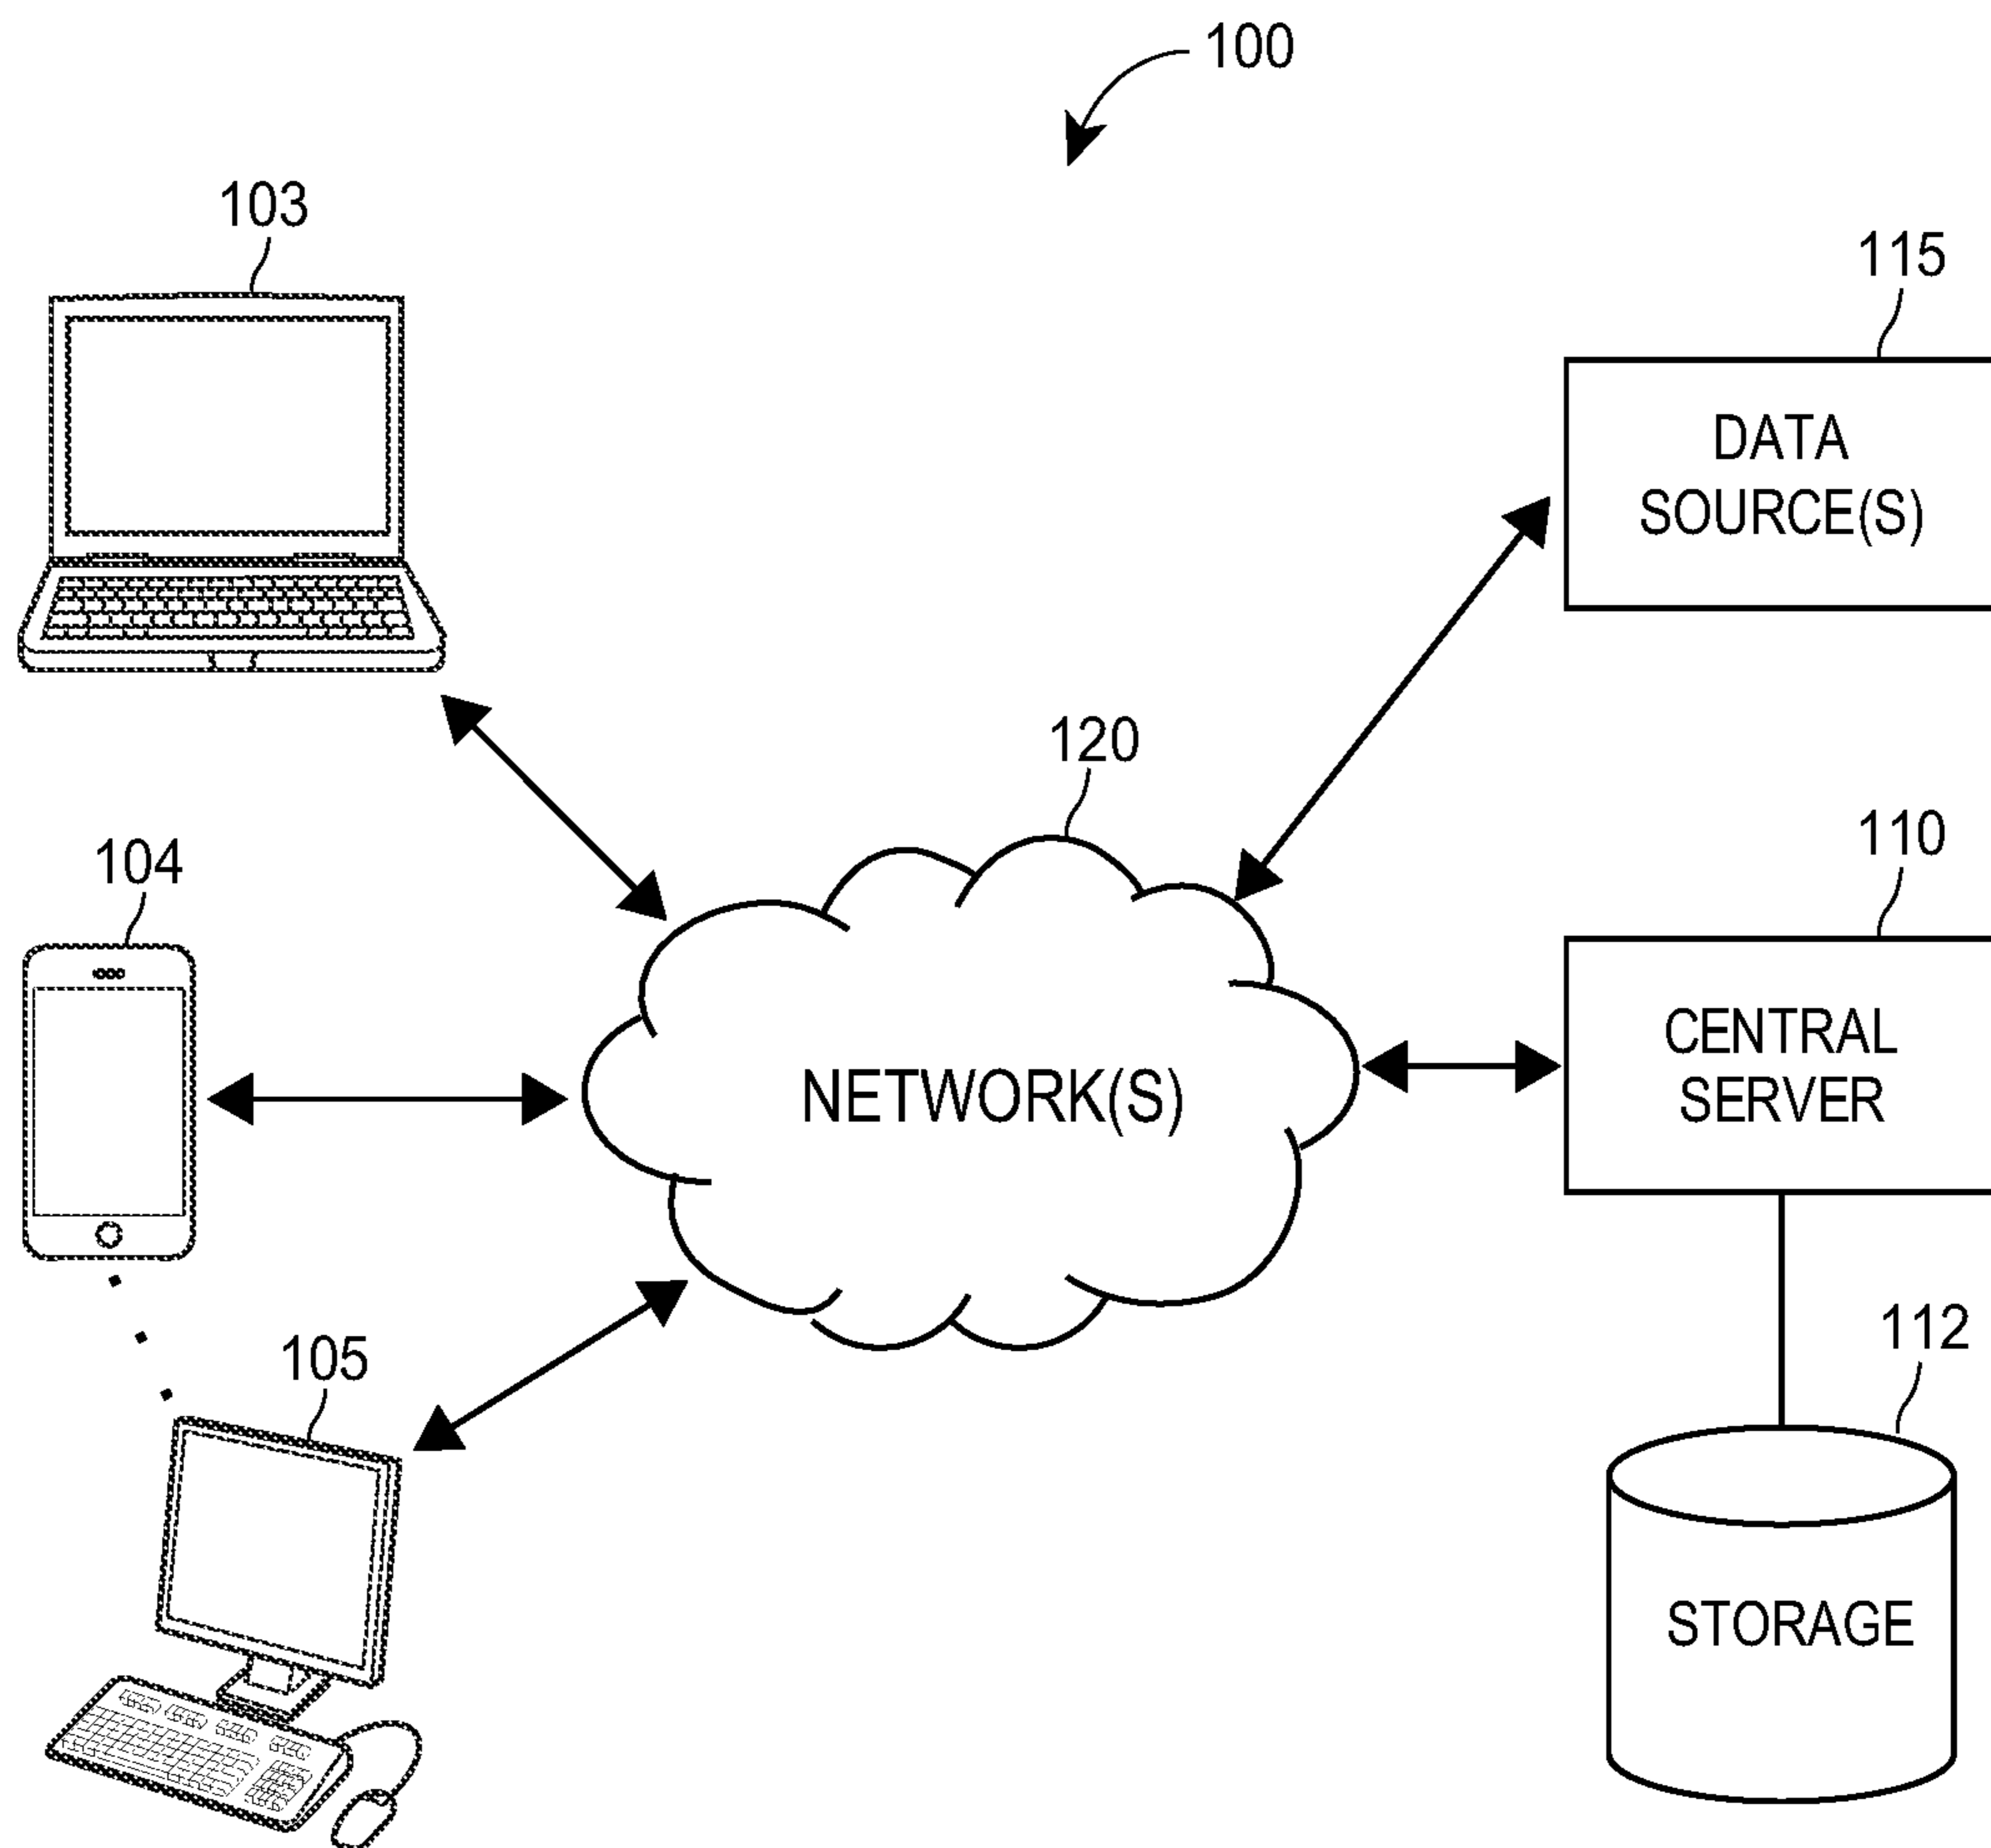 100
103
115
DATA
SOURCE(S)
120
104
110
NETWORK(S)
CENTRAL
SERVER
105
112
STORAGE